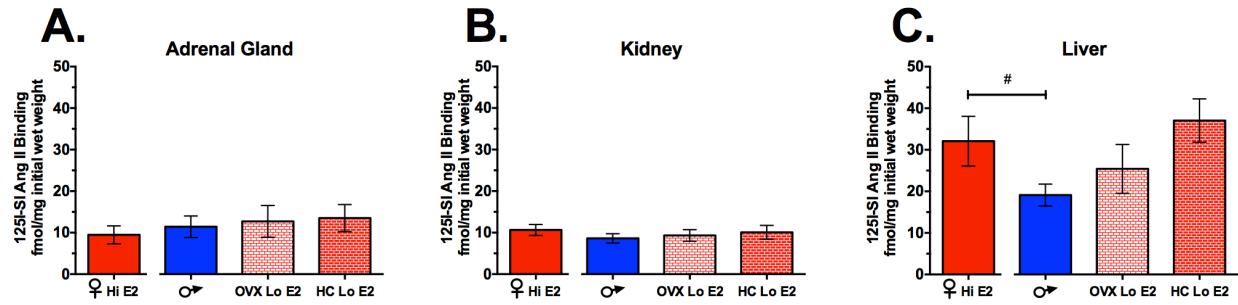 A.
Adrenal Gland
125I-SI Ang II Binding
fmol/mg initial wet weight
50
40
30
20
10
0
♀ Hi E2
♂
OVX Lo E2
HC Lo E2
B.
Kidney
125I-SI Ang II Binding
fmol/mg initial wet weight
50
40
30
20
10
0
♀ Hi E2
♂
OVX Lo E2
HC Lo E2
C.
Liver
125I-SI Ang II Binding
fmol/mg initial wet weight
50
40
30
20
10
0
#
♀ Hi E2
♂
OVX Lo E2
HC Lo E2